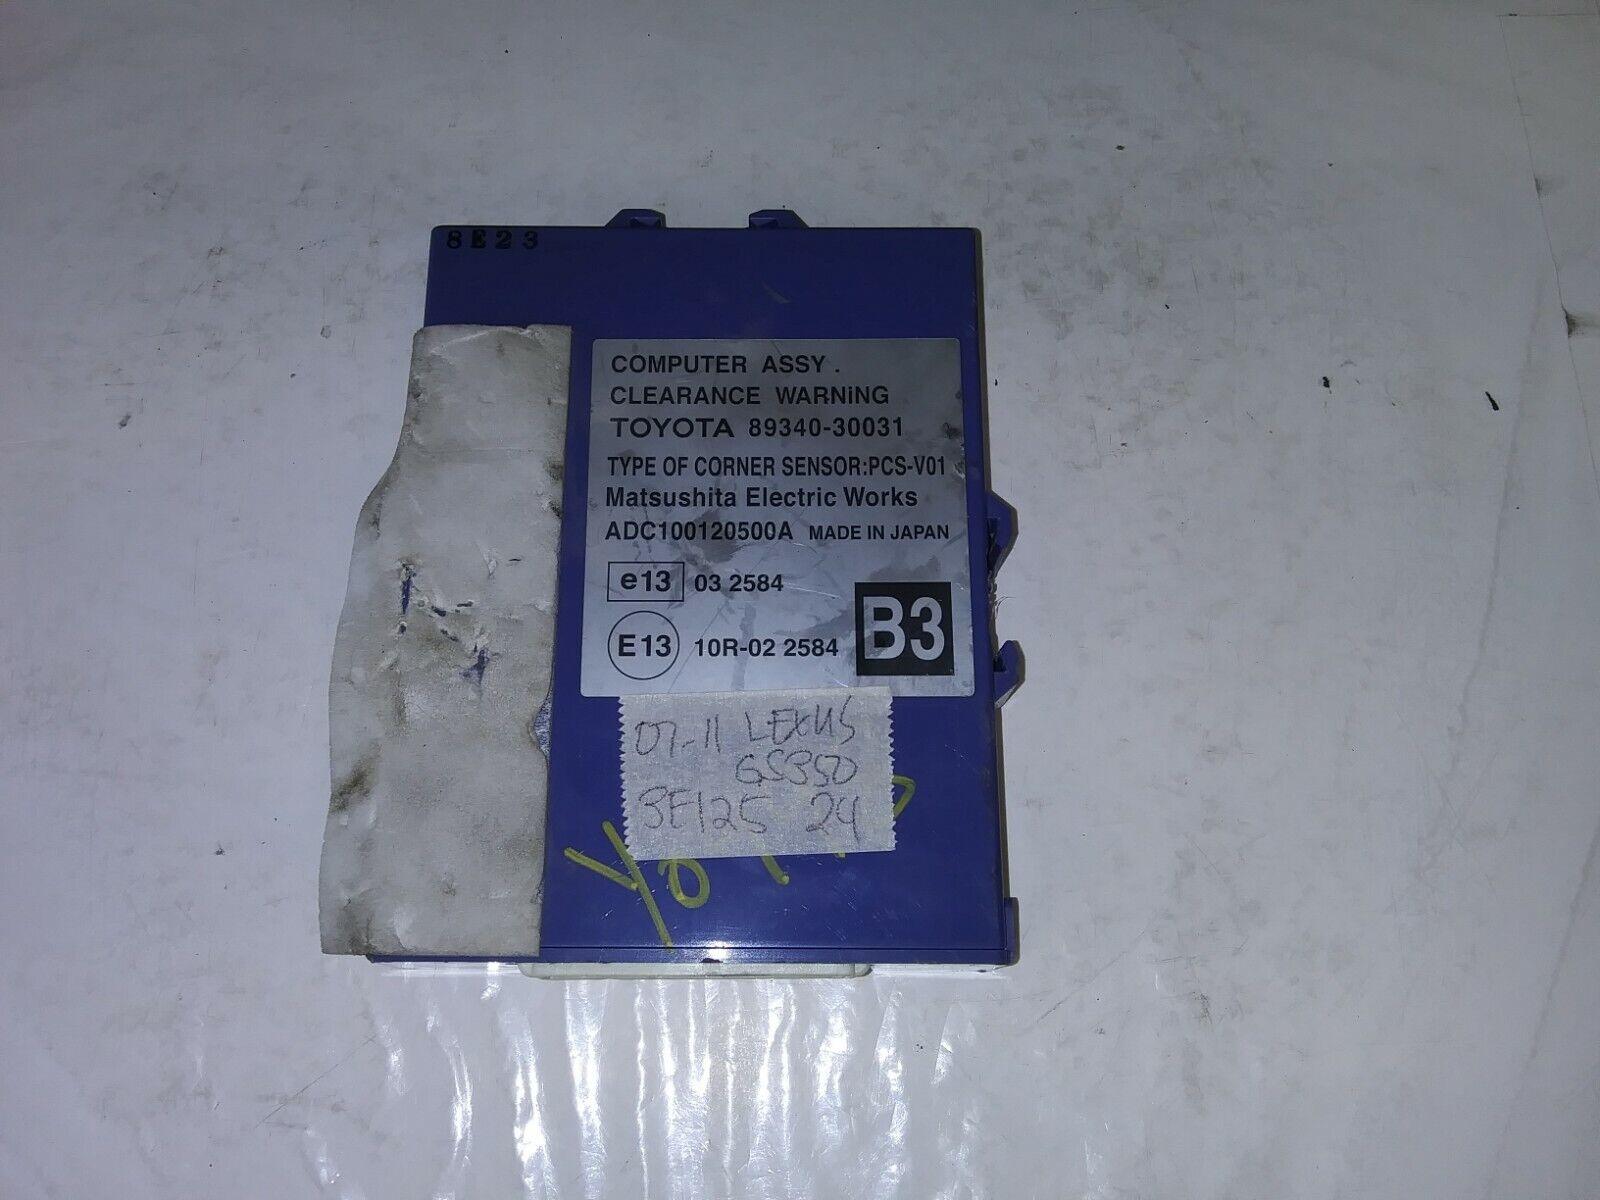 8E23
COMPUTER ASSY.
CLEARANCE WARNiNG
TOYOTA 89340-30031
TYPE OF CORNER SENSOR:PCS-V01
Matsushita Electric Works
ADC100120500A MADE IN JAPAN
e13 03 2584
E13 10R-02 2584
B3
07-11 LEXUS
GS350
3E125 24